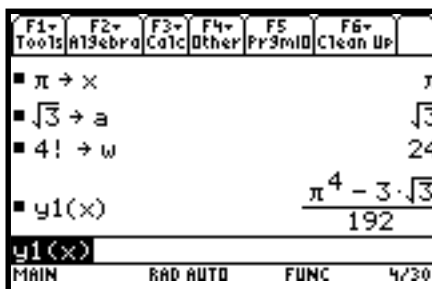 F1▾ F2▾ F3▾ F4▾ F5 F6▾
Tools Algebra Calc Other PrgmIO Clean Up
▪ π → x π
▪ √3 → a √3
▪ 4! → w 24
▪ y1(x) (π^4 - 3·√3)/192
y1(x)
MAIN RAD AUTO FUNC 4/30